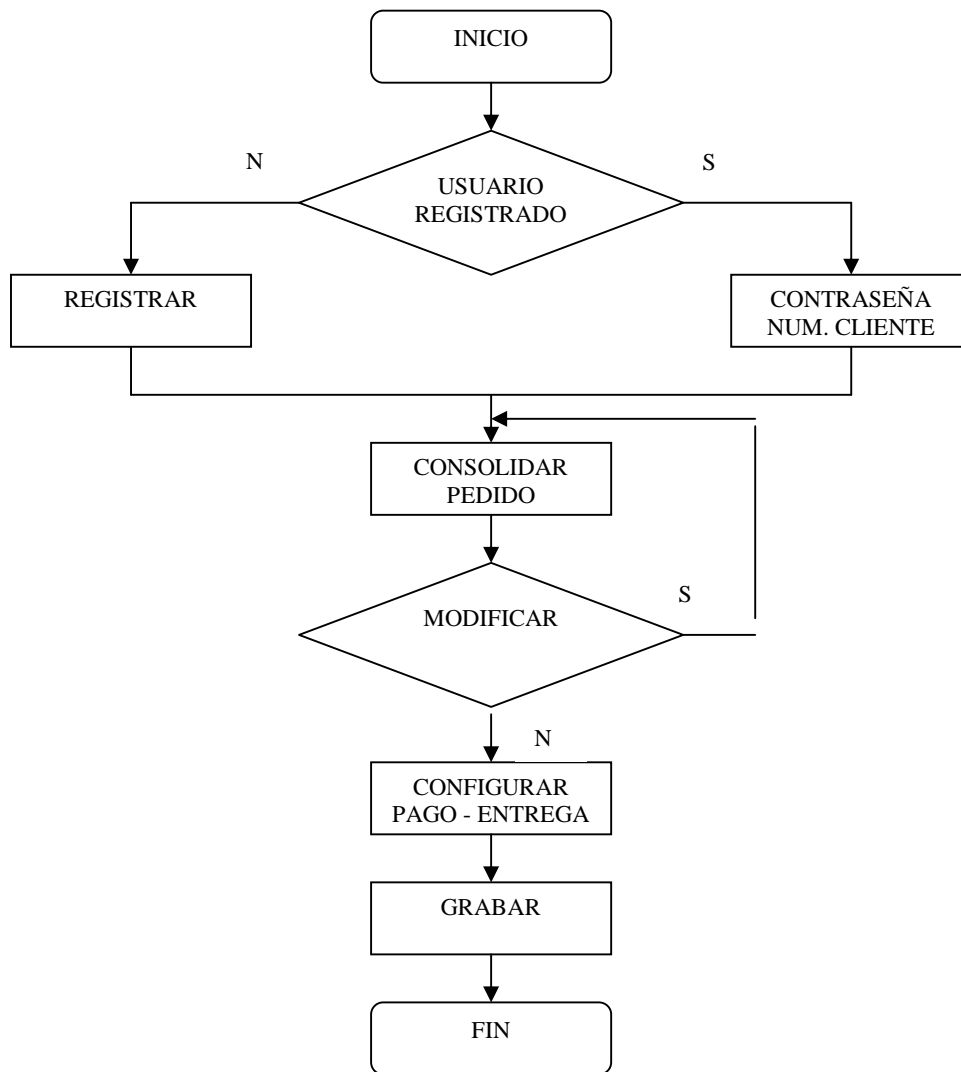 INICIO
N
S
USUARIO
REGISTRADO
REGISTRAR
CONTRASEÑA
NUM. CLIENTE
CONSOLIDAR
PEDIDO
MODIFICAR
S
N
CONFIGURAR
PAGO - ENTREGA
GRABAR
FIN